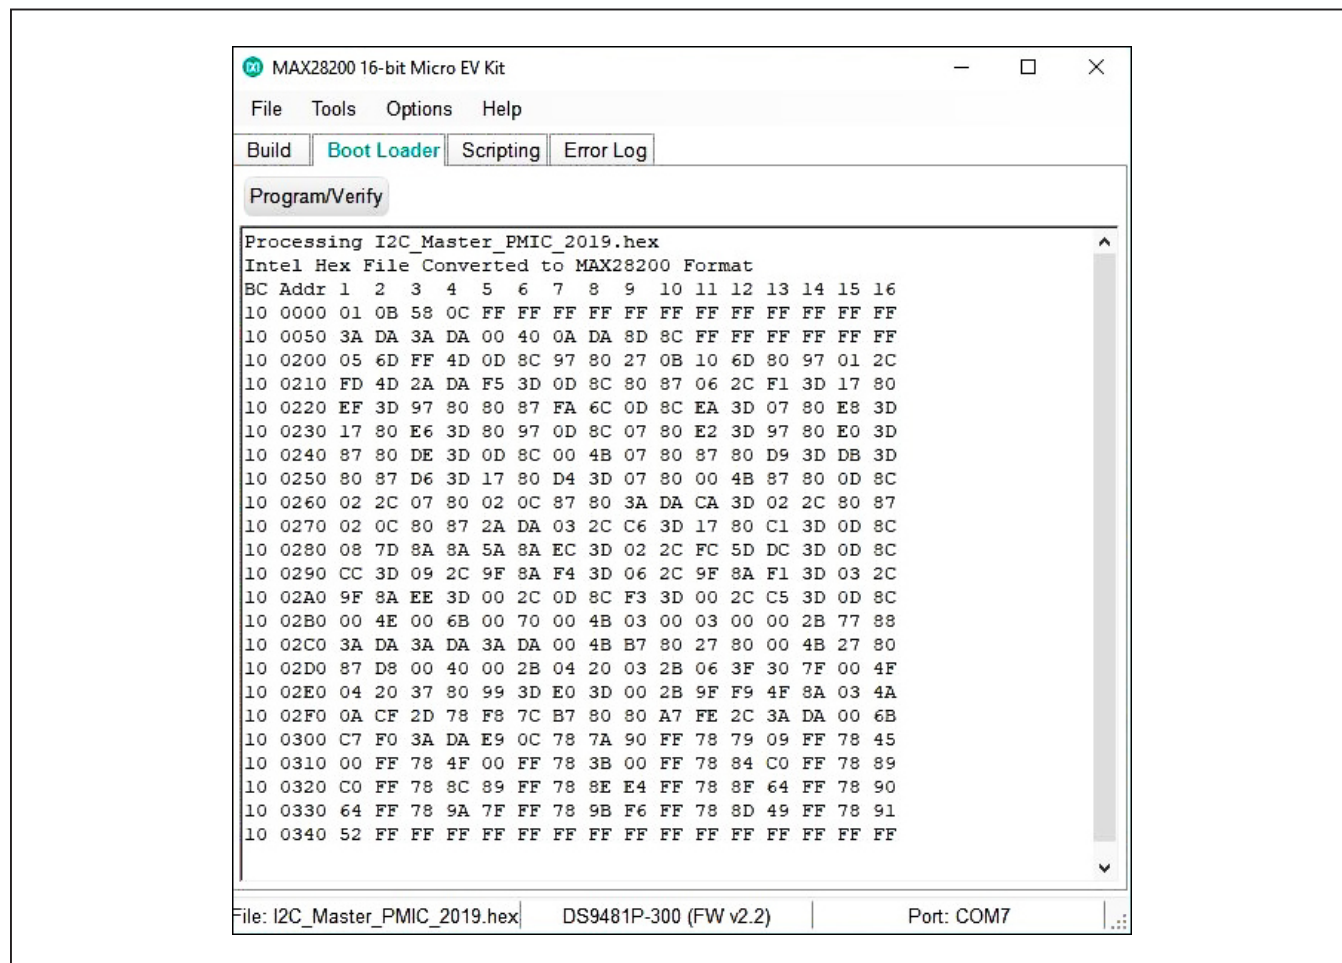 MAX28200 16-bit Micro EV Kit
File Tools Options Help
Build Boot Loader Scripting Error Log
Program/Verify
Processing I2C_Master_PMIC_2019.hex
Intel Hex File Converted to MAX28200 Format
BC Addr 1 2 3 4 5 6 7 8 9 10 11 12 13 14 15 16
10 0000 01 0B 58 0C FF FF FF FF FF FF FF FF FF FF FF FF
10 0050 3A DA 3A DA 00 40 0A DA 8D 8C FF FF FF FF FF FF
10 0200 05 6D FF 4D 0D 8C 97 80 27 0B 10 6D 80 97 01 2C
10 0210 FD 4D 2A DA F5 3D 0D 8C 80 87 06 2C F1 3D 17 80
10 0220 EF 3D 97 80 80 87 FA 6C 0D 8C EA 3D 07 80 E8 3D
10 0230 17 80 E6 3D 80 97 0D 8C 07 80 E2 3D 97 80 E0 3D
10 0240 87 80 DE 3D 0D 8C 00 4B 07 80 87 80 D9 3D DB 3D
10 0250 80 87 D6 3D 17 80 D4 3D 07 80 00 4B 87 80 0D 8C
10 0260 02 2C 07 80 02 0C 87 80 3A DA CA 3D 02 2C 80 87
10 0270 02 0C 80 87 2A DA 03 2C C6 3D 17 80 C1 3D 0D 8C
10 0280 08 7D 8A 8A 5A 8A EC 3D 02 2C FC 5D DC 3D 0D 8C
10 0290 CC 3D 09 2C 9F 8A F4 3D 06 2C 9F 8A F1 3D 03 2C
10 02A0 9F 8A EE 3D 00 2C 0D 8C F3 3D 00 2C C5 3D 0D 8C
10 02B0 00 4E 00 6B 00 70 00 4B 03 00 03 00 00 2B 77 88
10 02C0 3A DA 3A DA 3A DA 00 4B B7 80 27 80 00 4B 27 80
10 02D0 87 D8 00 40 00 2B 04 20 03 2B 06 3F 30 7F 00 4F
10 02E0 04 20 37 80 99 3D E0 3D 00 2B 9F F9 4F 8A 03 4A
10 02F0 0A CF 2D 78 F8 7C B7 80 80 A7 FE 2C 3A DA 00 6B
10 0300 C7 F0 3A DA E9 0C 78 7A 90 FF 78 79 09 FF 78 45
10 0310 00 FF 78 4F 00 FF 78 3B 00 FF 78 84 C0 FF 78 89
10 0320 C0 FF 78 8C 89 FF 78 8E E4 FF 78 8F 64 FF 78 90
10 0330 64 FF 78 9A 7F FF 78 9B F6 FF 78 8D 49 FF 78 91
10 0340 52 FF FF FF FF FF FF FF FF FF FF FF FF FF FF FF
File: I2C_Master_PMIC_2019.hex DS9481P-300 (FW v2.2) Port: COM7